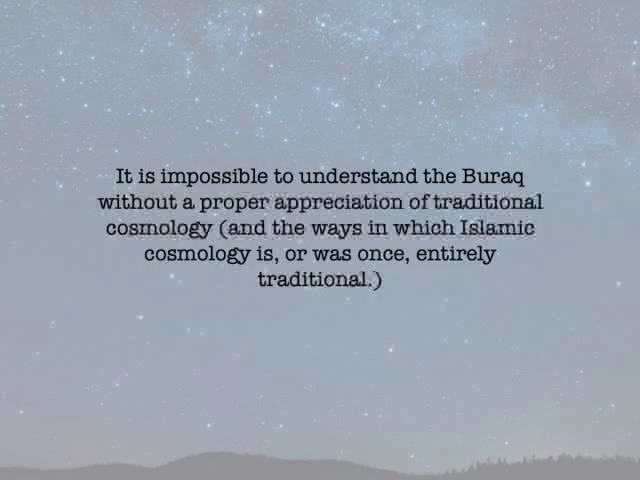 It is impossible to understand the Buraq
without a proper appreciation of traditional
cosmology (and the ways in which Islamic
cosmology is, or was once, entirely
traditional.)